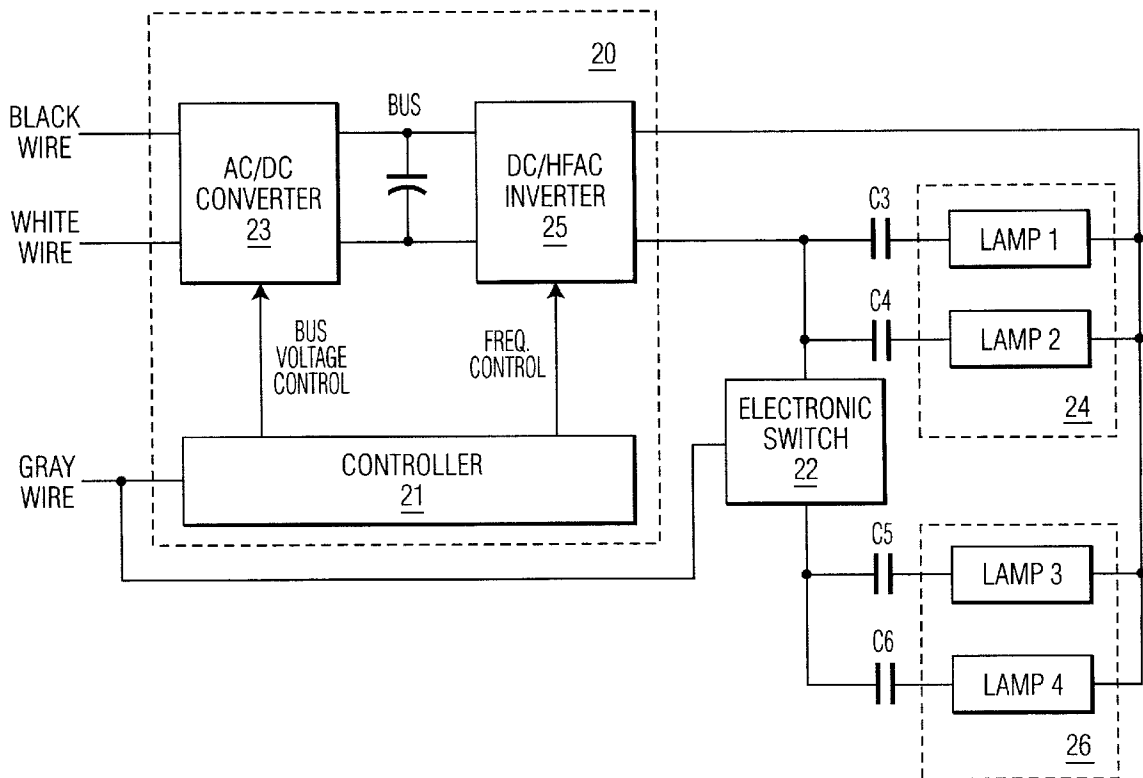 20
BLACK
WIRE
BUS
AC/DC
CONVERTER
23
DC/HFAC
INVERTER
25
WHITE
WIRE
C3
LAMP 1
C4
LAMP 2
24
BUS
VOLTAGE
CONTROL
FREQ.
CONTROL
ELECTRONIC
SWITCH
22
GRAY
WIRE
CONTROLLER
21
C5
LAMP 3
C6
LAMP 4
26